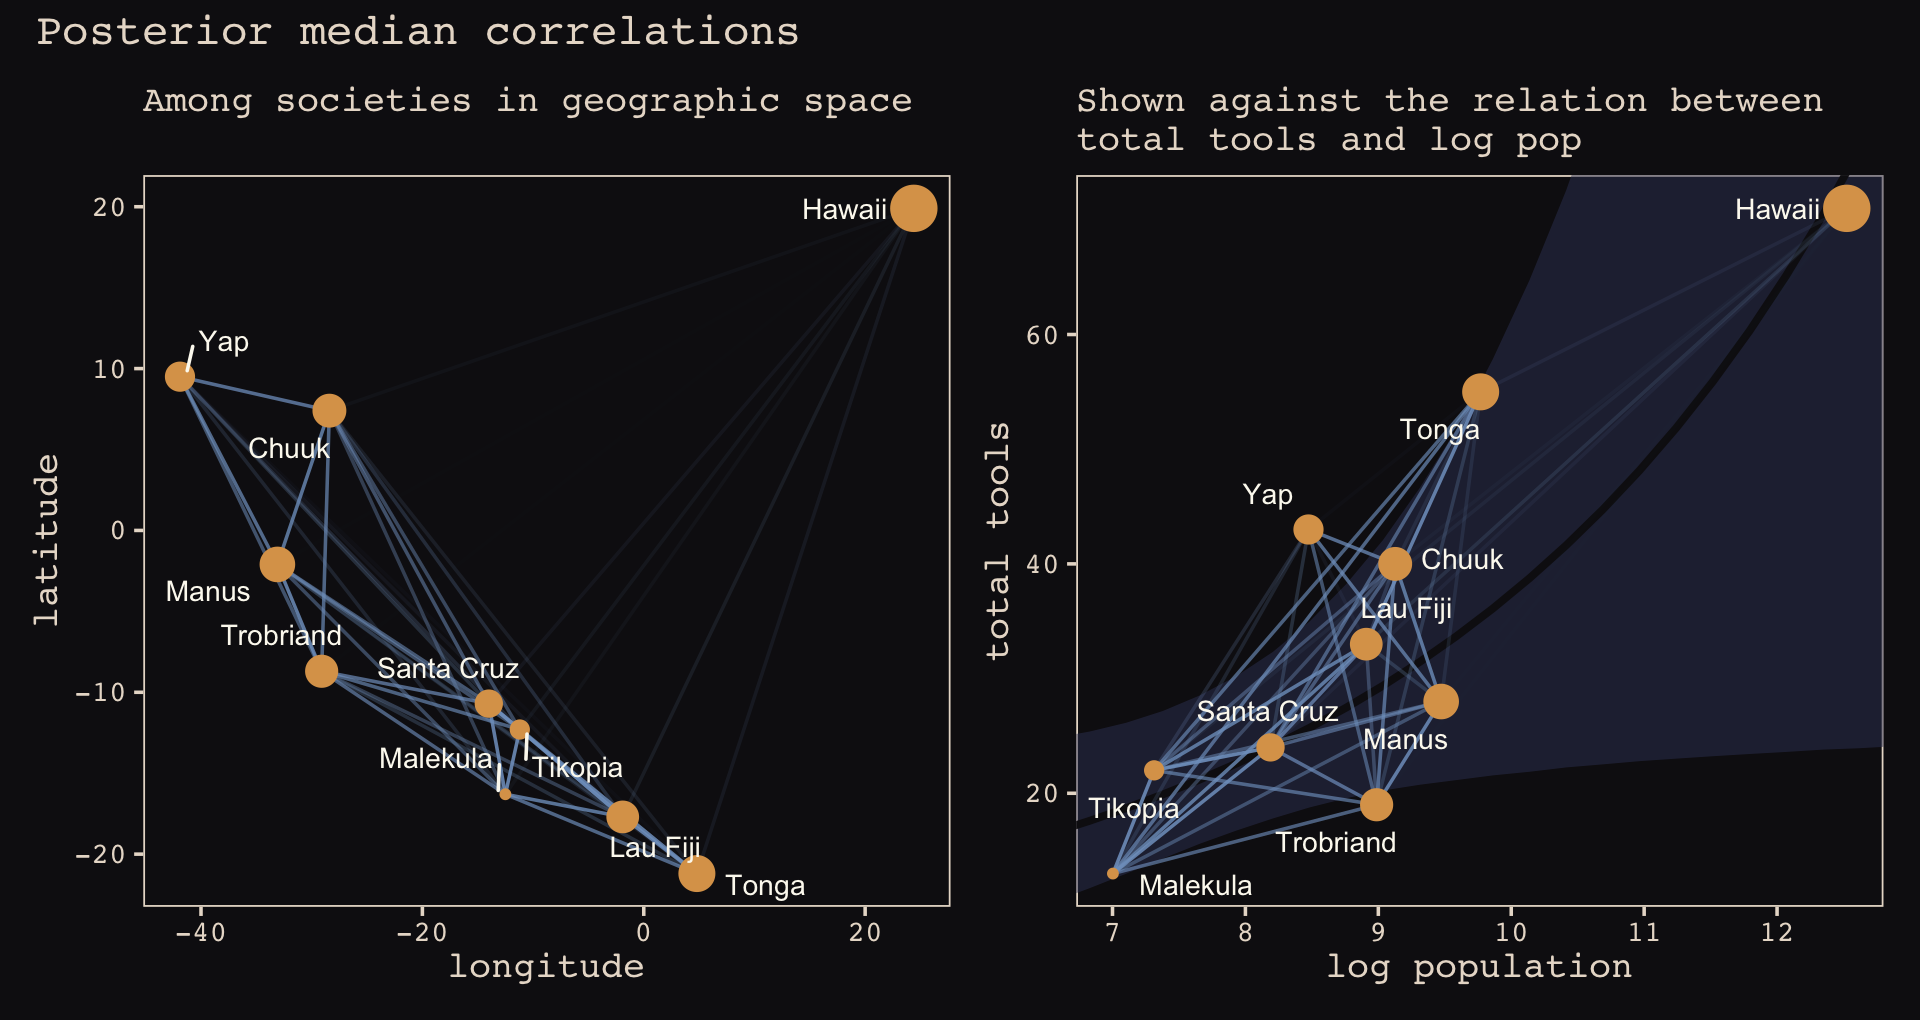 Posterior median correlations
Among societies in geographic space
Hawaii
Yap
Chuuk
Manus
Trobriand
Santa Cruz
Malekula
Tikopia
Lau Fiji
Tonga
20
10
0
−10
−20
latitude
−40
−20
0
20
longitude
Shown against the relation between
total tools and log pop
Hawaii
Tonga
Yap
Chuuk
Lau Fiji
Santa Cruz
Manus
Tikopia
Trobriand
Malekula
60
40
20
total tools
7
8
9
10
11
12
log population